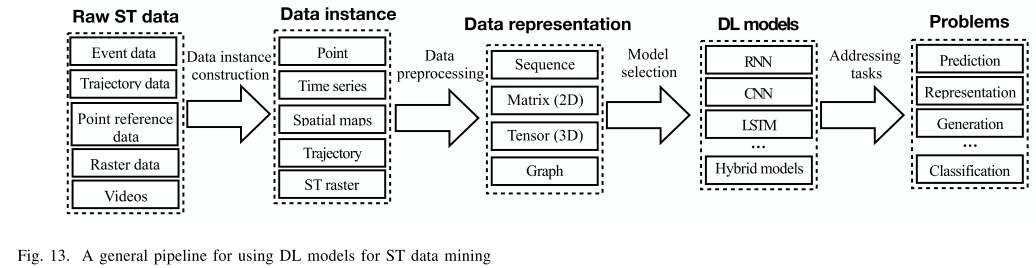 Raw ST data
Event data
Trajectory data
Point reference
data
Raster data
Videos
Data instance
construction
Data instance
Point
Time series
Spatial maps
Trajectory
ST raster
Data
preprocessing
Data representation
Sequence
Matrix (2D)
Tensor (3D)
Graph
Model
selection
DL models
RNN
CNN
LSTM
...
Hybrid models
Addressing
tasks
Problems
Prediction
Representation
Generation
...
Classification
Fig. 13. A general pipeline for using DL models for ST data mining